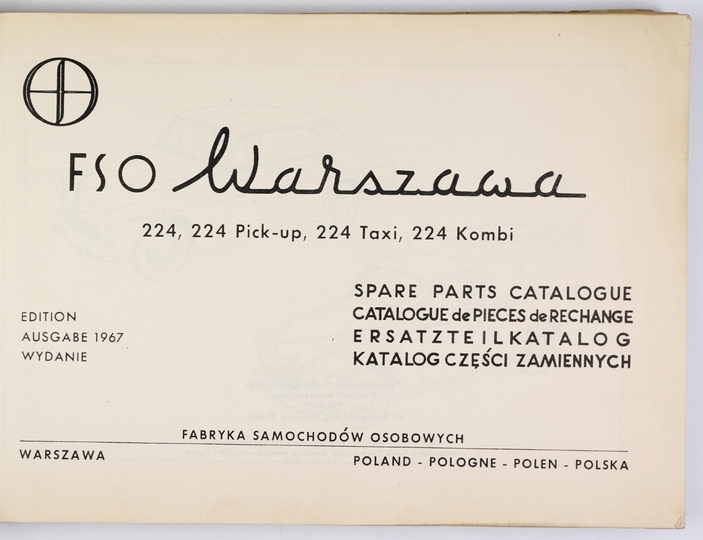 FSO Warszawa
224, 224 Pick-up, 224 Taxi, 224 Kombi
SPARE PARTS CATALOGUE
CATALOGUE de PIECES de RECHANGE
ERSATZTEILKATALOG
KATALOG CZĘŚCI ZAMIENNYCH
EDITION
AUSGABE 1967
WYDANIE
FABRYKA SAMOCHODÓW OSOBOWYCH
WARSZAWA
POLAND - POLOGNE - POLEN - POLSKA